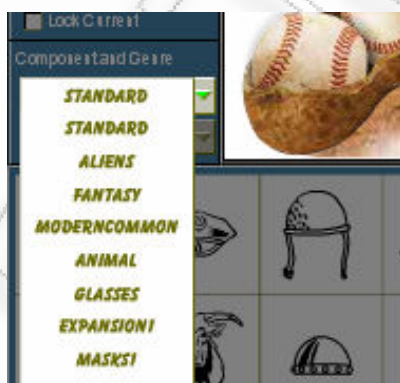 Lock Current
Component and Genre
STANDARD
STANDARD
ALIENS
FANTASY
MODERNCOMMON
ANIMAL
GLASSES
EXPANSION1
MASKS1